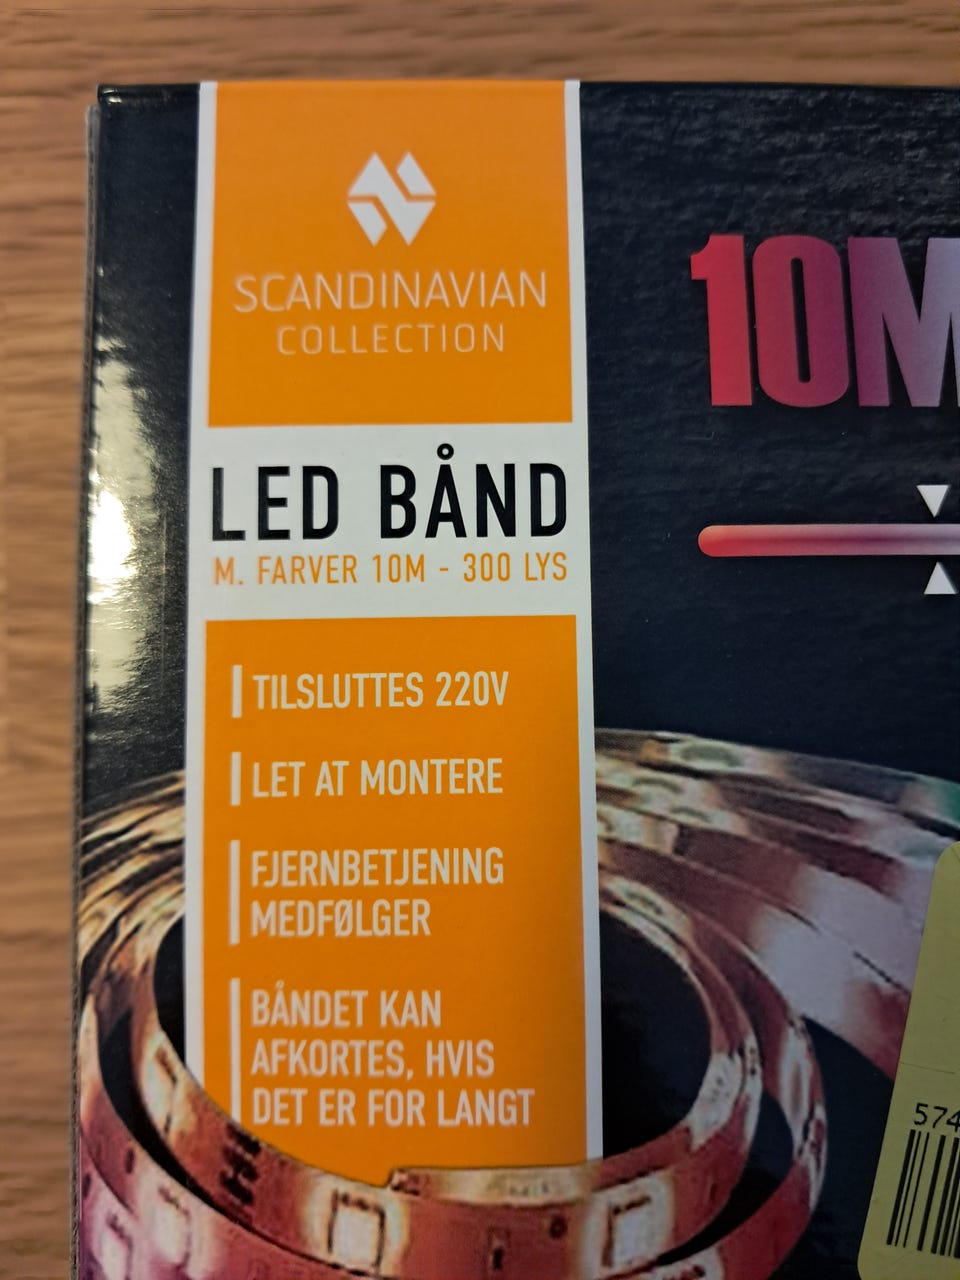 SCANDINAVIAN
COLLECTION
LED BÅND
M. FARVER 10M - 300 LYS
TILSLUTTES 220V
LET AT MONTERE
FJERNBETJENING
MEDFØLGER
BÅNDET KAN
AFKORTES, HVIS
DET ER FOR LANGT
10M
574